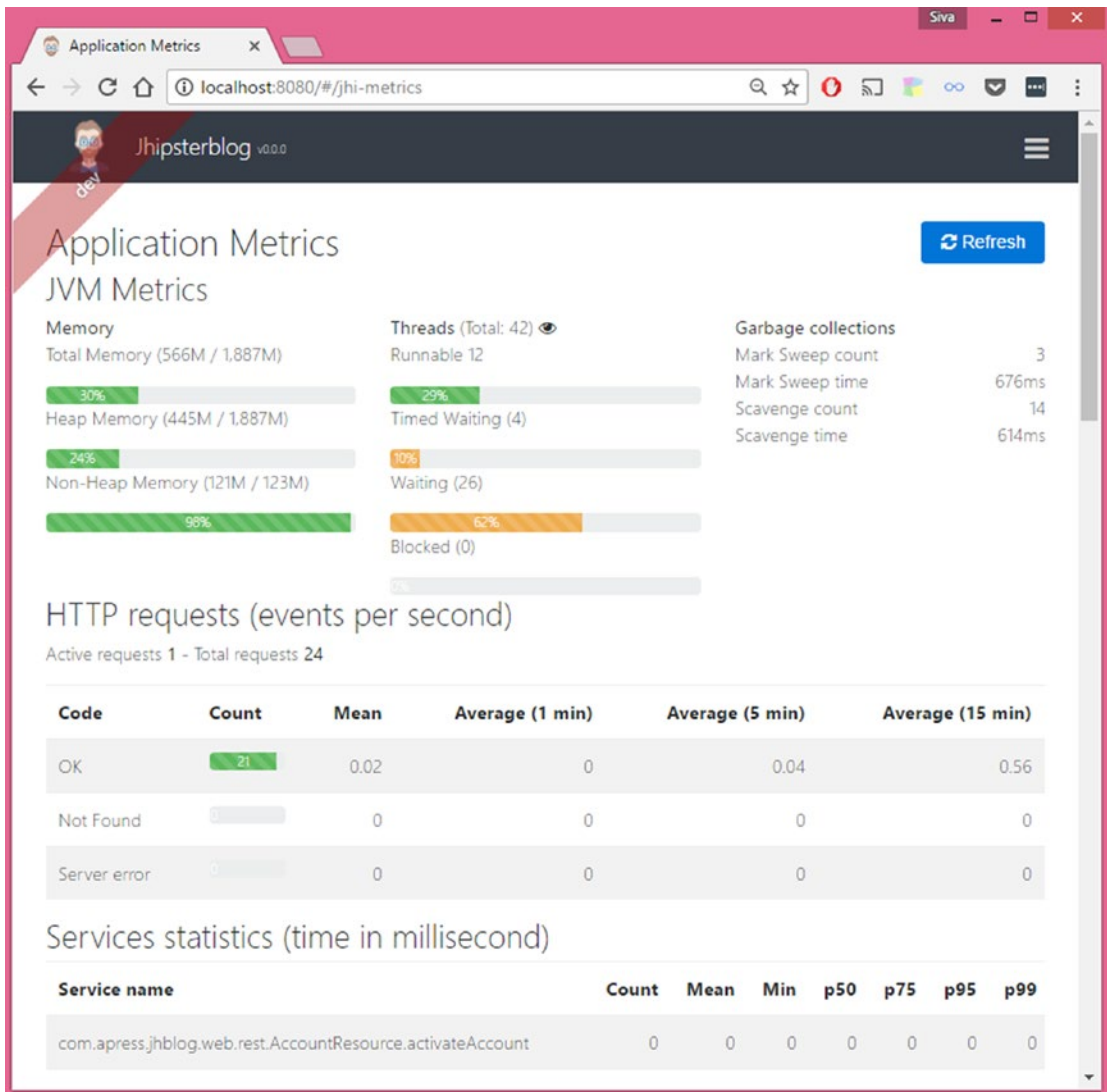 Siva
Application Metrics
localhost:8080/#/jhi-metrics
Jhipsterblog v0.0.0
dev
Application Metrics
Refresh
JVM Metrics
Memory
Total Memory (566M / 1,887M)
30%
Heap Memory (445M / 1,887M)
24%
Non-Heap Memory (121M / 123M)
98%
Threads (Total: 42)
Runnable 12
29%
Timed Waiting (4)
10%
Waiting (26)
62%
Blocked (0)
0%
Garbage collections
Mark Sweep count 3
Mark Sweep time 676ms
Scavenge count 14
Scavenge time 614ms
HTTP requests (events per second)
Active requests 1 - Total requests 24
Code Count Mean Average (1 min) Average (5 min) Average (15 min)
OK 21 0.02 0 0.04 0.56
Not Found 0 0 0 0 0
Server error 0 0 0 0 0
Services statistics (time in millisecond)
Service name Count Mean Min p50 p75 p95 p99
com.apress.jhblog.web.rest.AccountResource.activateAccount 0 0 0 0 0 0 0